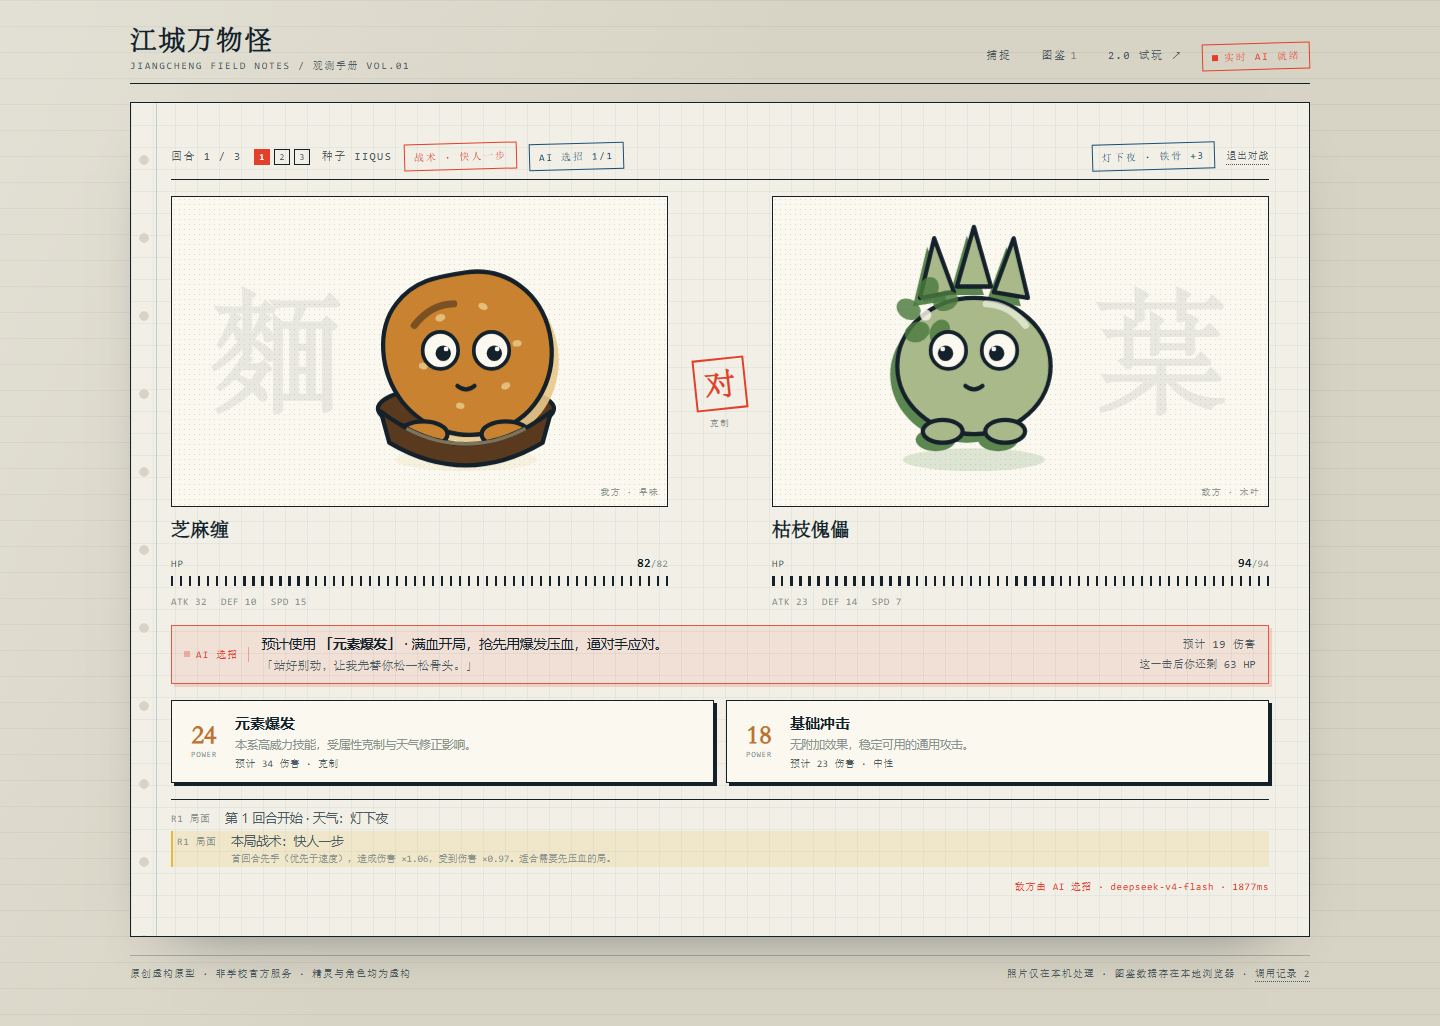 江城万物怪
JIANGCHENG FIELD NOTES / 观测手册 VOL.01
捕捉 图鉴 1 2.0 试玩 ↗ 实时 AI 就绪
回合 1 / 3 1 2 3 种子 IIQUS 战术 · 快人一步 AI 选招 1/1 灯下夜 · 铁骨 +3 退出对战
麵
我方 · 早味
对
克制
葉
敌方 · 木叶
芝麻缠
HP 82/82
ATK 32 DEF 10 SPD 15
枯枝傀儡
HP 94/94
ATK 23 DEF 14 SPD 7
AI 选招 预计使用「元素爆发」· 满血开局，抢先用爆发压血，逼对手应对。
「站好别动，让我先替你松一松骨头。」
预计 19 伤害
这一击后你还剩 63 HP
24 POWER 元素爆发
本系高威力技能，受属性克制与天气修正影响。
预计 34 伤害 · 克制
18 POWER 基础冲击
无附加效果，稳定可用的通用攻击。
预计 23 伤害 · 中性
R1 局面 第 1 回合开始 · 天气：灯下夜
R1 局面 本局战术：快人一步
首回合先手（优先于速度），造成伤害 ×1.06，受到伤害 ×0.97。适合需要先压血的局。
敌方由 AI 选招 · deepseek-v4-flash · 1877ms
原创虚构原型 · 非学校官方服务 · 精灵与角色均为虚构
照片仅在本机处理 · 图鉴数据存在本地浏览器 · 调用记录 2